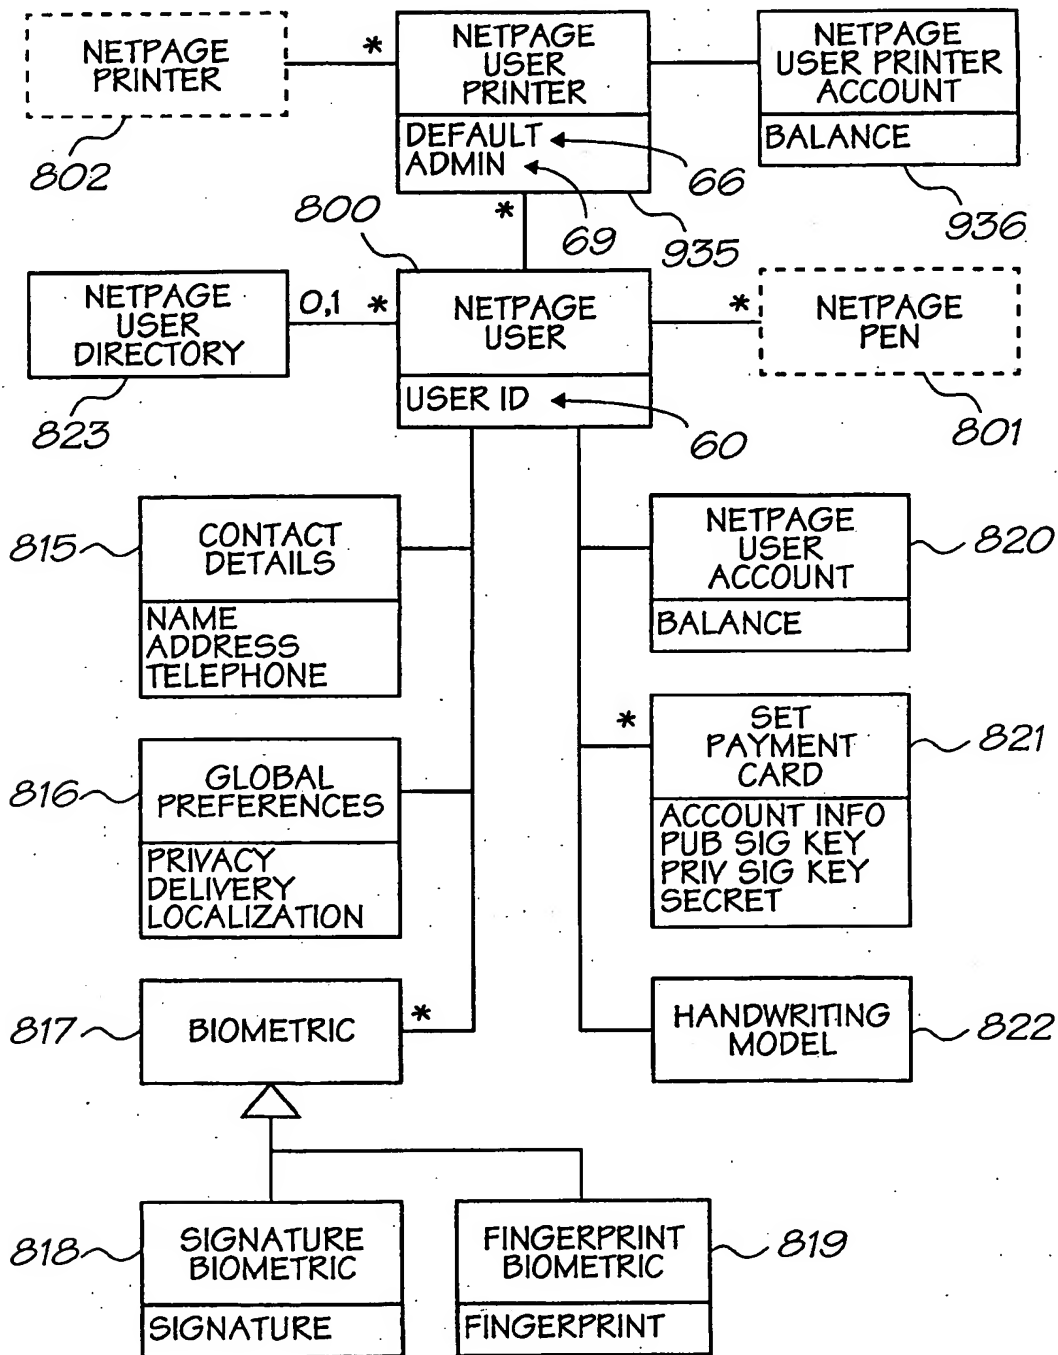 NETPAGE
PRINTER
802
*
NETPAGE
USER
PRINTER
DEFAULT
ADMIN
66
69
935
NETPAGE
USER PRINTER
ACCOUNT
BALANCE
936
*
800
NETPAGE
USER
DIRECTORY
823
0,1
*
NETPAGE
USER
USER ID
60
*
NETPAGE
PEN
801
815
CONTACT
DETAILS
NAME
ADDRESS
TELEPHONE
NETPAGE
USER
ACCOUNT
BALANCE
820
816
GLOBAL
PREFERENCES
PRIVACY
DELIVERY
LOCALIZATION
*
SET
PAYMENT
CARD
ACCOUNT INFO
PUB SIG KEY
PRIV SIG KEY
SECRET
821
817
BIOMETRIC
*
HANDWRITING
MODEL
822
818
SIGNATURE
BIOMETRIC
SIGNATURE
FINGERPRINT
BIOMETRIC
FINGERPRINT
819